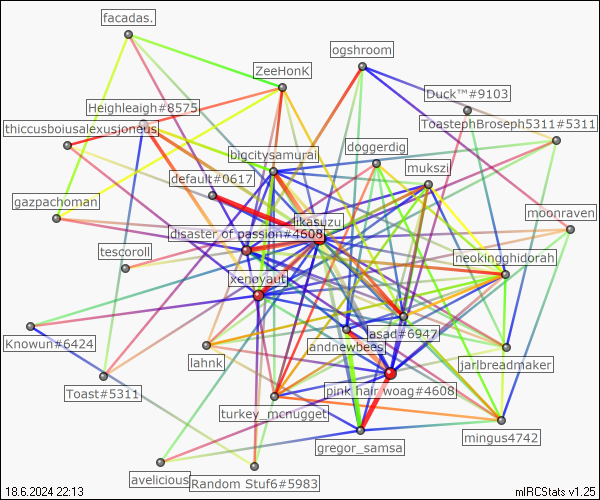 facadas.
ogshroom
ZeeHonK
Duck™#9103
Heighleaigh#8575
ToastephBroseph5311#5311
thiccusboiusalexusjoneus
doggerdig
bigcitysamurai
mukszi
default#0617
gazpachoman
moonraven
likasuzu
disaster of passion#4608
tescoroll
neokingghidorah
xenoyaut
asad#6947
Knowun#6424
andnewbees
lahnk
jarlbreadmaker
Toast#5311
pink hair woag#4608
turkey_mcnugget
mingus4742
gregor_samsa
avelicious
Random Stuf6#5983
18.6.2024 22:13
mIRCStats v1.25